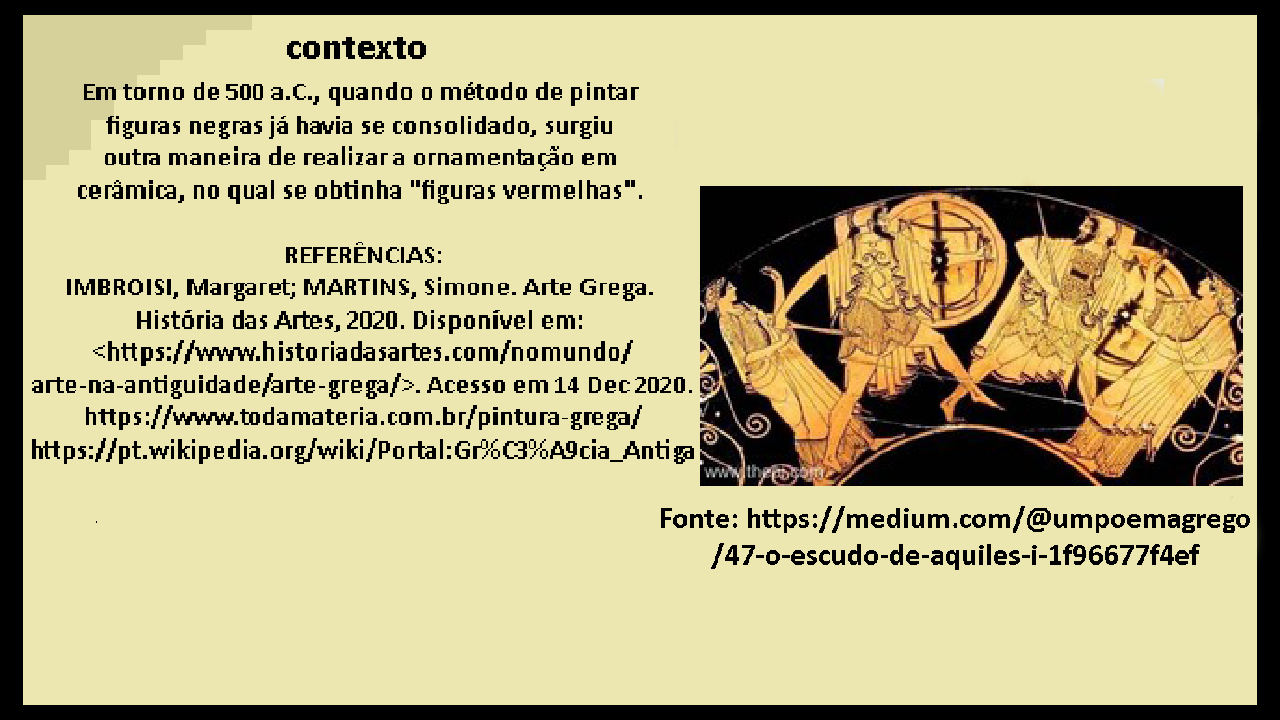 contexto
Em torno de 500 a.C., quando o método de pintar
figuras negras já havia se consolidado, surgiu
outra maneira de realizar a ornamentação em
cerâmica, no qual se obtinha "figuras vermelhas".
REFERÊNCIAS:
IMBROISI, Margaret; MARTINS, Simone. Arte Grega.
História das Artes, 2020. Disponível em:
<https://www.historiadasartes.com/nomundo/
arte-na-antiguidade/arte-grega/>. Acesso em 14 Dec 2020.
https://www.todamateria.com.br/pintura-grega/
https://pt.wikipedia.org/wiki/Portal:Gr%C3%A9cia_Antiga
Fonte: https://medium.com/@umpoemagrego
/47-o-escudo-de-aquiles-i-1f96677f4ef